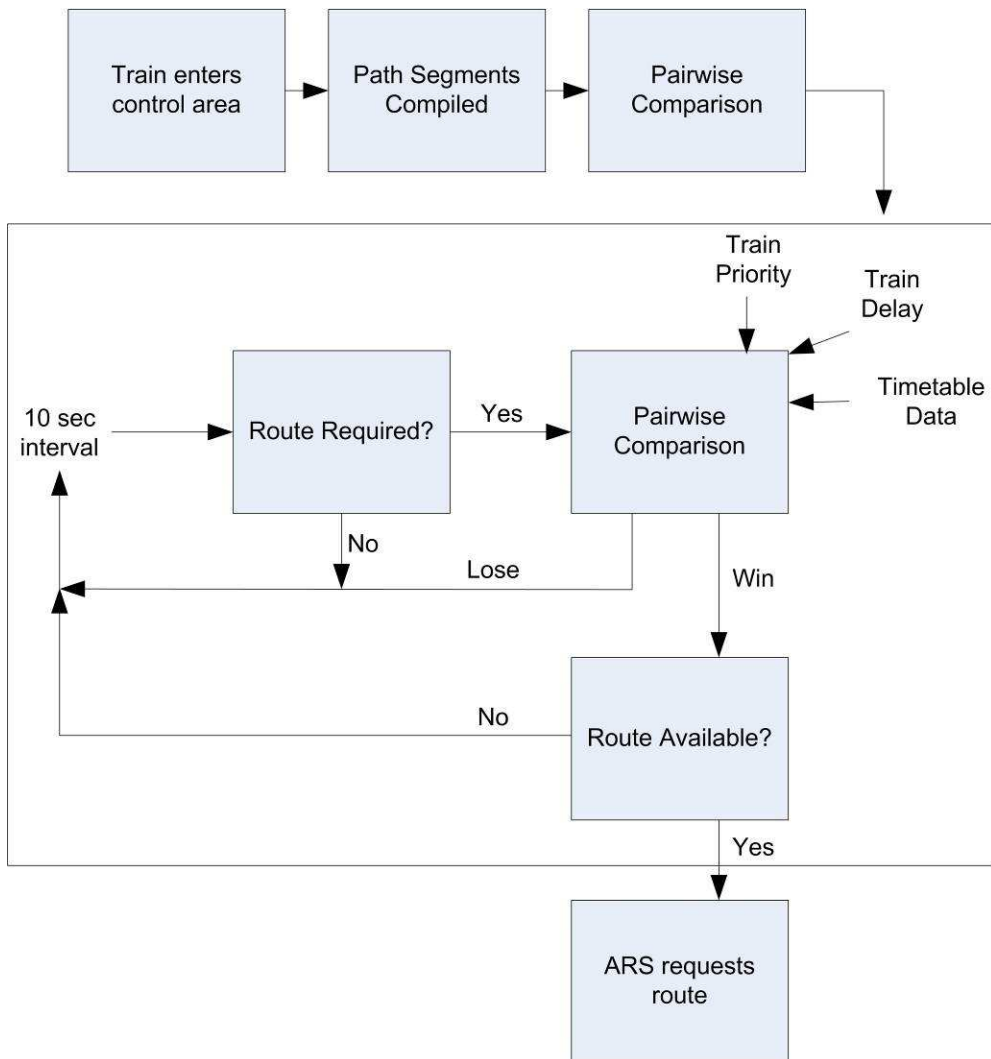 Train enters
control area
Path Segments
Compiled
Pairwise
Comparison
Train
Priority
Train
Delay
Timetable
Data
10 sec
interval
Route Required?
Yes
Pairwise
Comparison
No
Lose
Win
No
Route Available?
Yes
ARS requests
route